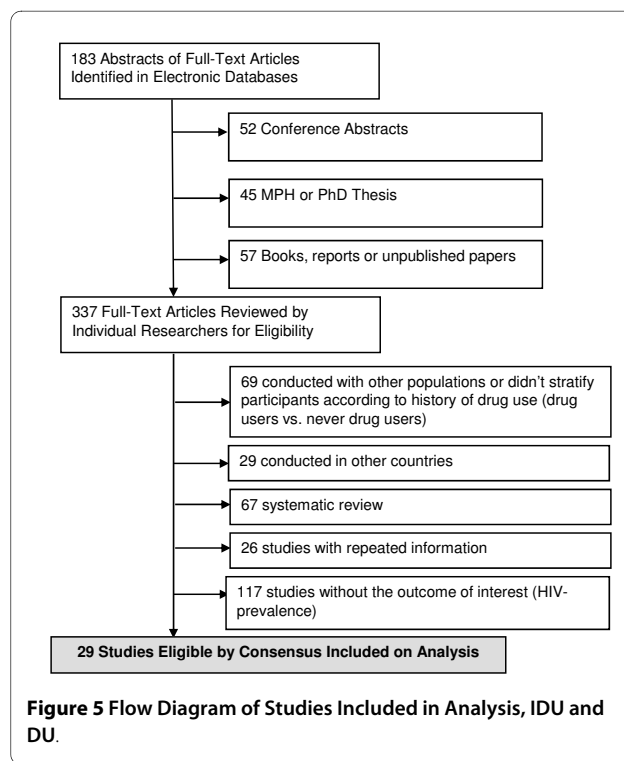 183 Abstracts of Full-Text Articles
Identified in Electronic Databases
52 Conference Abstracts
45 MPH or PhD Thesis
57 Books, reports or unpublished papers
337 Full-Text Articles Reviewed by
Individual Researchers for Eligibility
69 conducted with other populations or didn't stratify
participants according to history of drug use (drug
users vs. never drug users)
29 conducted in other countries
67 systematic review
26 studies with repeated information
117 studies without the outcome of interest (HIV-
prevalence)
29 Studies Eligible by Consensus Included on Analysis
Figure 5 Flow Diagram of Studies Included in Analysis, IDU and
DU.